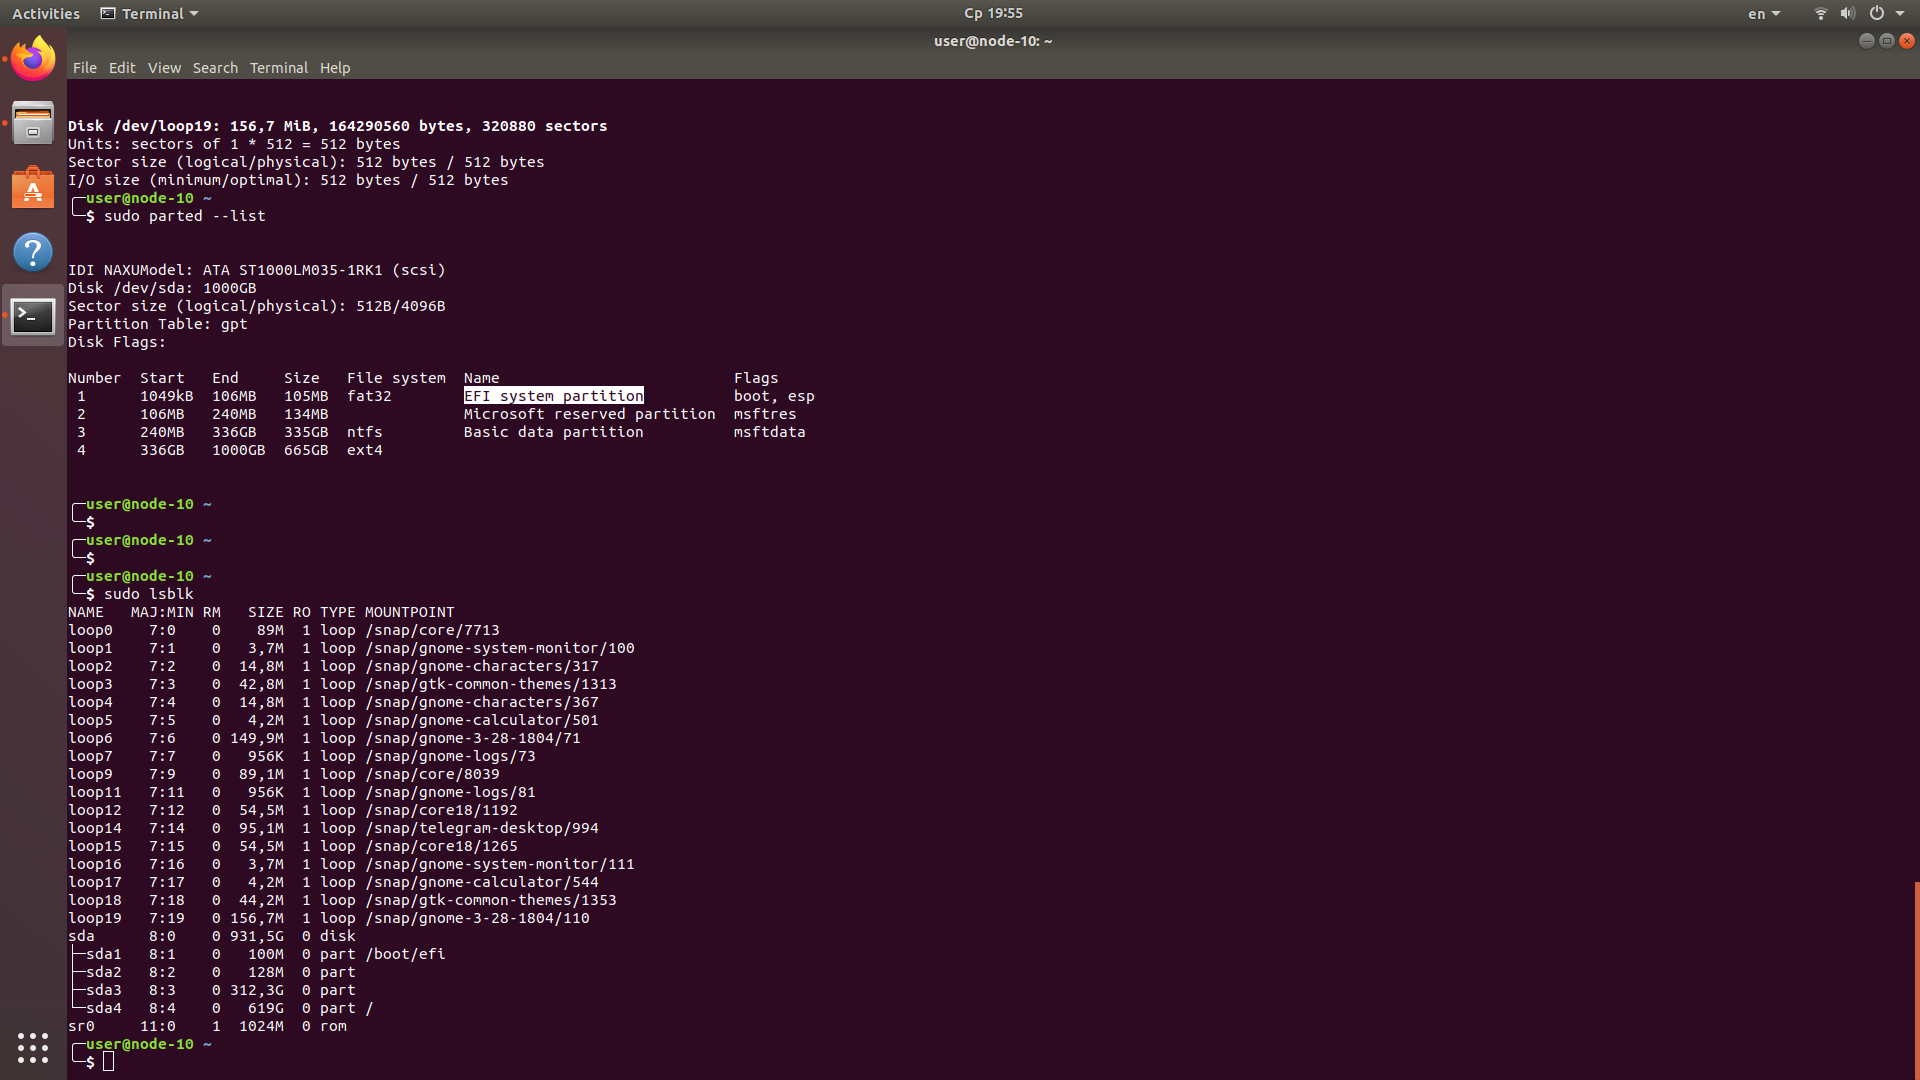 Activities Terminal Ср 19:55 en
user@node-10: ~
File Edit View Search Terminal Help
Disk /dev/loop19: 156,7 MiB, 164290560 bytes, 320880 sectors
Units: sectors of 1 * 512 = 512 bytes
Sector size (logical/physical): 512 bytes / 512 bytes
I/O size (minimum/optimal): 512 bytes / 512 bytes
┌─user@node-10 ~
└─$ sudo parted --list
IDI NAXUModel: ATA ST1000LM035-1RK1 (scsi)
Disk /dev/sda: 1000GB
Sector size (logical/physical): 512B/4096B
Partition Table: gpt
Disk Flags:
Number  Start   End     Size    File system  Name                          Flags
 1      1049kB  106MB   105MB   fat32        EFI system partition          boot, esp
 2      106MB   240MB   134MB                Microsoft reserved partition  msftres
 3      240MB   336GB   335GB   ntfs         Basic data partition          msftdata
 4      336GB   1000GB  665GB   ext4
┌─user@node-10 ~
└─$
┌─user@node-10 ~
└─$
┌─user@node-10 ~
└─$ sudo lsblk
NAME   MAJ:MIN RM   SIZE RO TYPE MOUNTPOINT
loop0    7:0    0    89M  1 loop /snap/core/7713
loop1    7:1    0   3,7M  1 loop /snap/gnome-system-monitor/100
loop2    7:2    0  14,8M  1 loop /snap/gnome-characters/317
loop3    7:3    0  42,8M  1 loop /snap/gtk-common-themes/1313
loop4    7:4    0  14,8M  1 loop /snap/gnome-characters/367
loop5    7:5    0   4,2M  1 loop /snap/gnome-calculator/501
loop6    7:6    0 149,9M  1 loop /snap/gnome-3-28-1804/71
loop7    7:7    0   956K  1 loop /snap/gnome-logs/73
loop9    7:9    0  89,1M  1 loop /snap/core/8039
loop11   7:11   0   956K  1 loop /snap/gnome-logs/81
loop12   7:12   0  54,5M  1 loop /snap/core18/1192
loop14   7:14   0  95,1M  1 loop /snap/telegram-desktop/994
loop15   7:15   0  54,5M  1 loop /snap/core18/1265
loop16   7:16   0   3,7M  1 loop /snap/gnome-system-monitor/111
loop17   7:17   0   4,2M  1 loop /snap/gnome-calculator/544
loop18   7:18   0  44,2M  1 loop /snap/gtk-common-themes/1353
loop19   7:19   0 156,7M  1 loop /snap/gnome-3-28-1804/110
sda      8:0    0 931,5G  0 disk
├─sda1   8:1    0   100M  0 part /boot/efi
├─sda2   8:2    0   128M  0 part
├─sda3   8:3    0 312,3G  0 part
└─sda4   8:4    0   619G  0 part /
sr0     11:0    1  1024M  0 rom
┌─user@node-10 ~
└─$